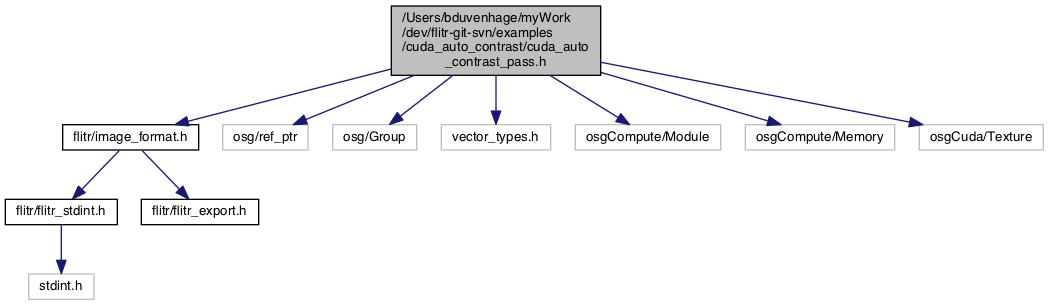 /Users/bduvenhage/myWork
/dev/flitr-git-svn/examples
/cuda_auto_contrast/cuda_auto
_contrast_pass.h
flitr/image_format.h
osg/ref_ptr
osg/Group
vector_types.h
osgCompute/Module
osgCompute/Memory
osgCuda/Texture
flitr/flitr_stdint.h
flitr/flitr_export.h
stdint.h